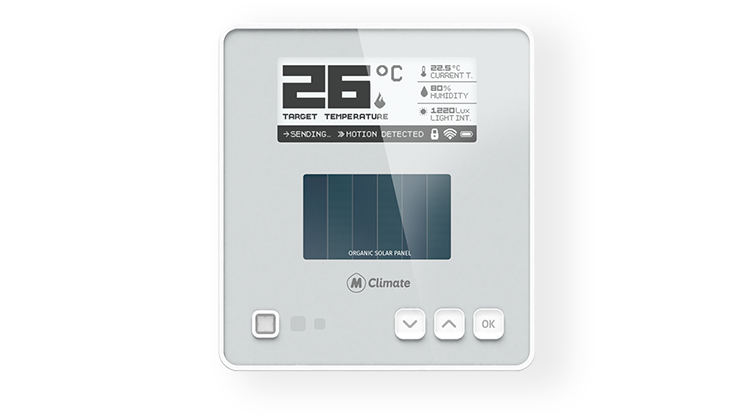 26°C
TARGET TEMPERATURE
22.5°C
CURRENT T.
80%
HUMIDITY
1220Lux
LIGHT INT.
SENDING... MOTION DETECTED
ORGANIC SOLAR PANEL
M Climate
OK